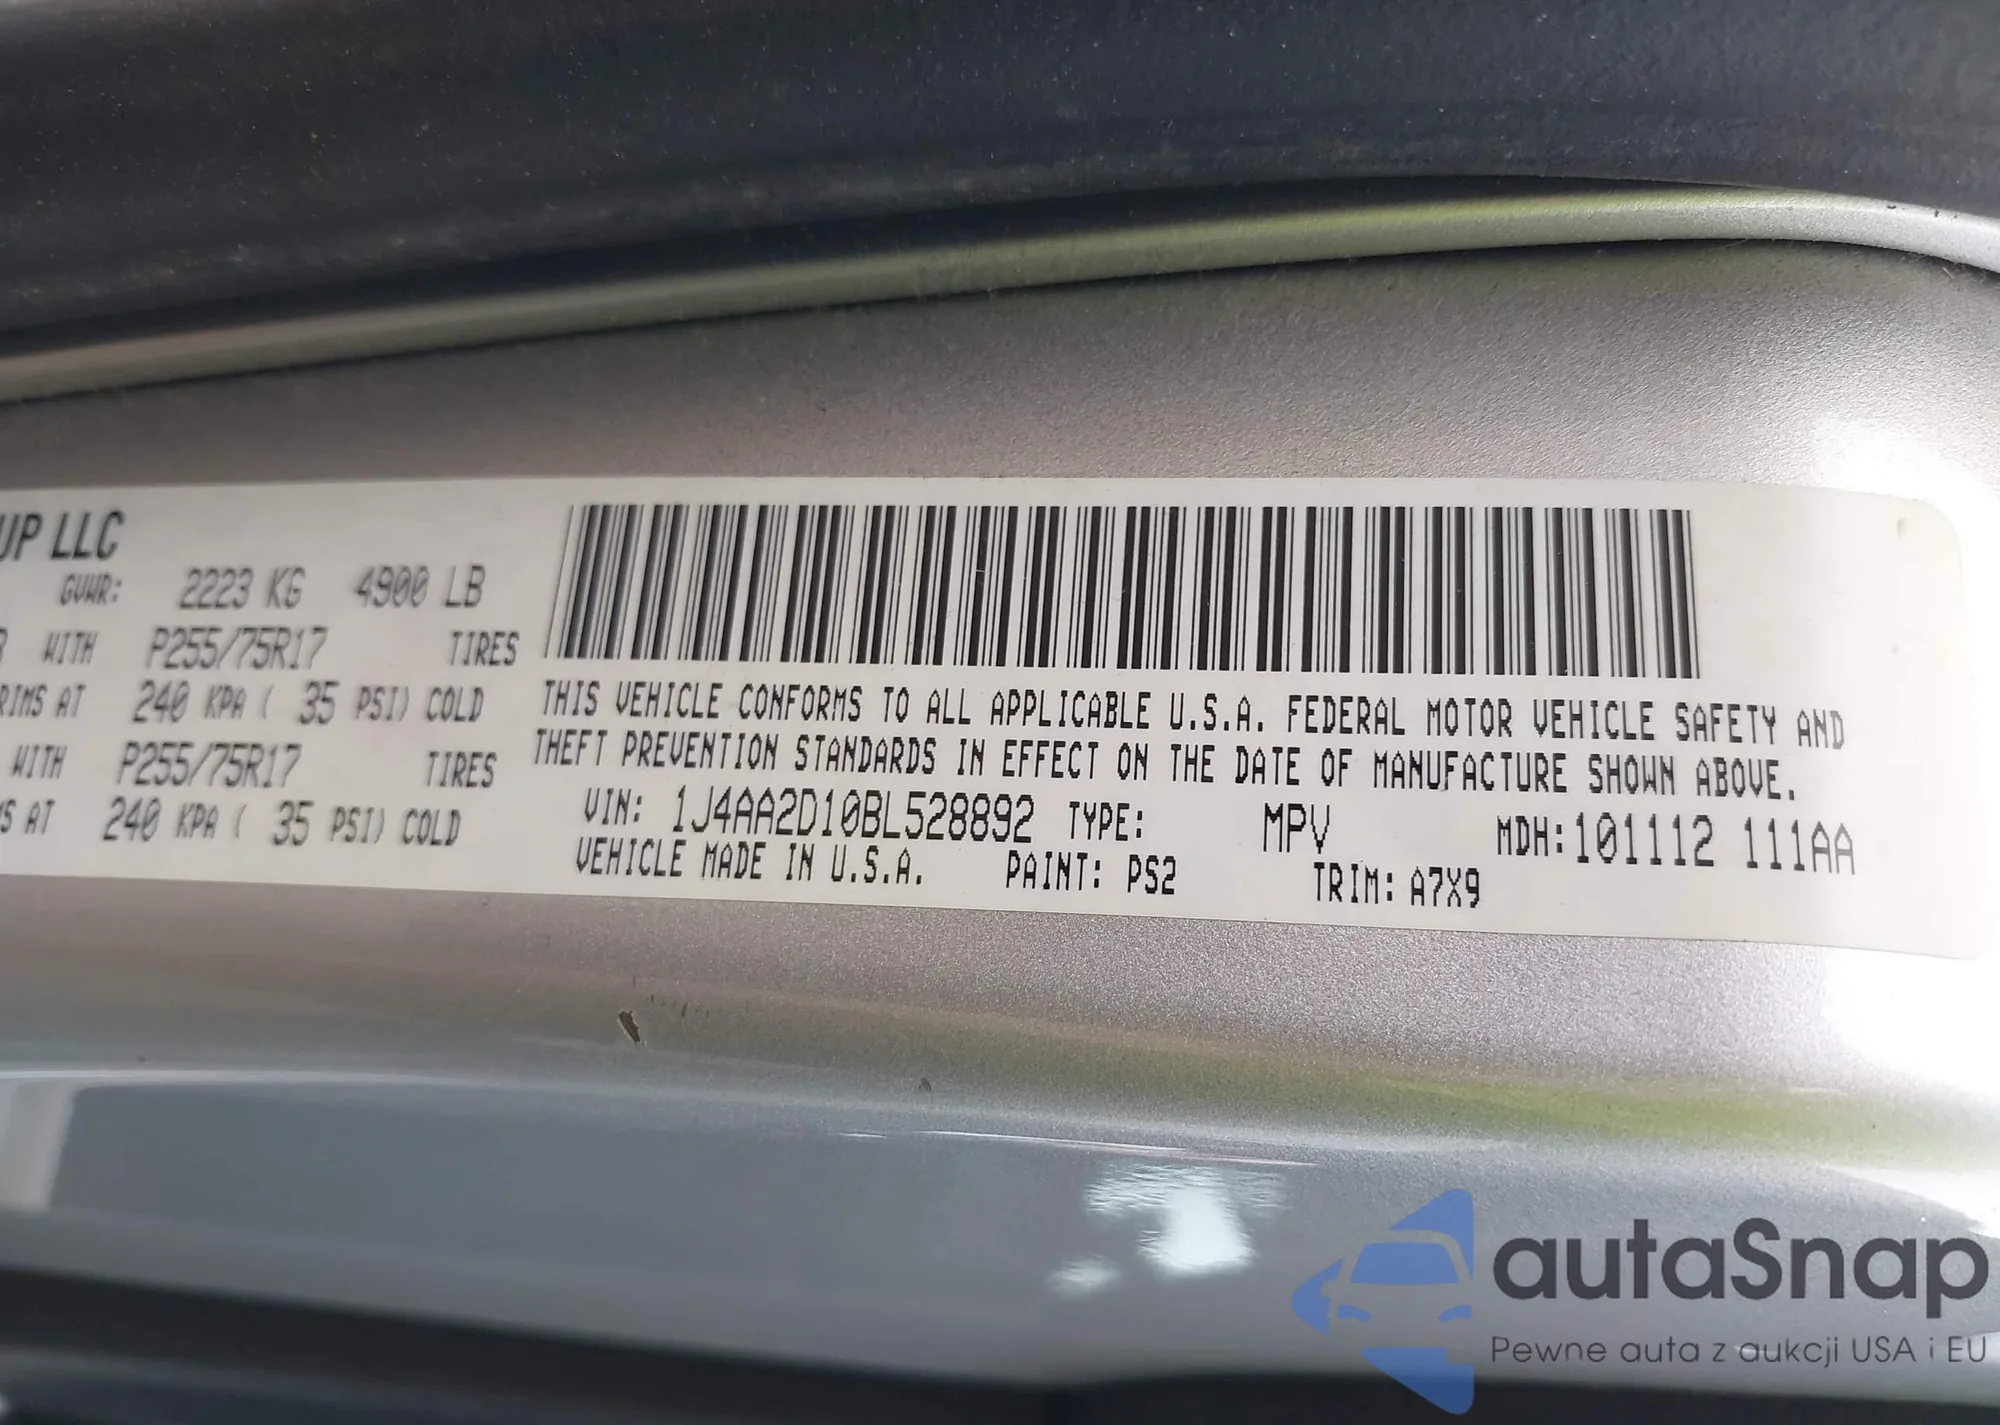 UP LLC
GVWR: 2223 KG 4900 LB
WITH P255/75R17 TIRES
RIMS AT 240 KPA ( 35 PSI) COLD
WITH P255/75R17 TIRES
S AT 240 KPA ( 35 PSI) COLD
THIS VEHICLE CONFORMS TO ALL APPLICABLE U.S.A. FEDERAL MOTOR VEHICLE SAFETY AND
THEFT PREVENTION STANDARDS IN EFFECT ON THE DATE OF MANUFACTURE SHOWN ABOVE.
VIN: 1J4AA2D10BL528892 TYPE: MPV MDH:101112 111AA
VEHICLE MADE IN U.S.A. PAINT: PS2 TRIM: A7X9
autaSnap
Pewne auta z aukcji USA i EU